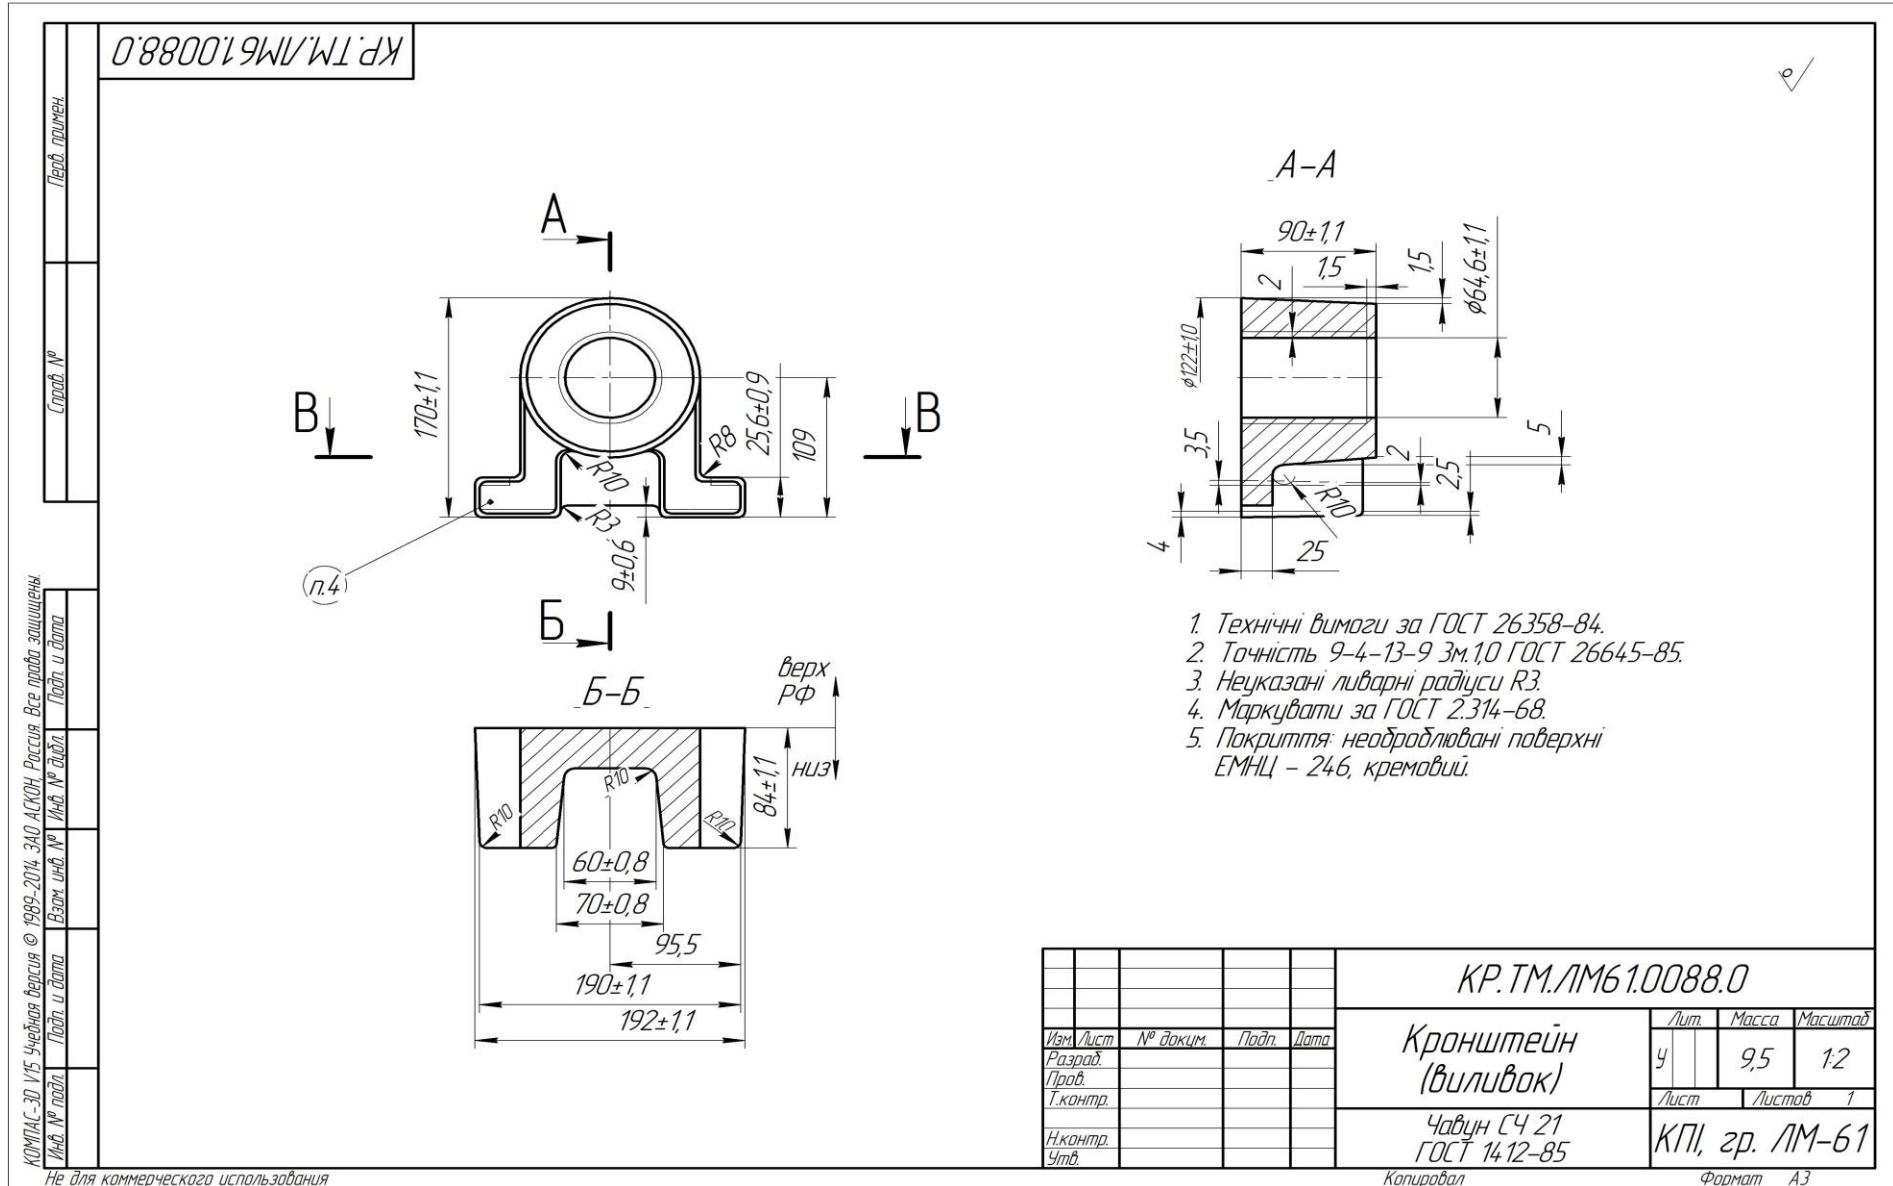 КР.ТМ.ЛМ61.0088.0
Перв. примен.
Справ. №
Подп. и дата
Инв. № дубл.
Взам. инв. №
Подп. и дата
Инв. № подл.
КОМПАС-3D V15 Учебная версия © 1989-2014 ЗАО АСКОН, Россия. Все права защищены.
А
В
В
170±1,1
R8
25,6±0,9
109
R10
R3
9±0,6
п.4
Б
Б-Б
верх
РФ
низ
84±1,1
R10
R10
R10
60±0,8
70±0,8
95,5
190±1,1
192±1,1
А-А
90±1,1
1,5
2
1,5
⌀64,6±1,1
⌀122±1,0
3,5
5
2
2,5
R10
4
25
1. Технічні вимоги за ГОСТ 26358-84.
2. Точність 9-4-13-9 Зм.1,0 ГОСТ 26645-85.
3. Неуказані ливарні радіуси R3.
4. Маркувати за ГОСТ 2.314-68.
5. Покриття: необроблювані поверхні
ЕМНЦ - 246, кремовий.
КР.ТМ.ЛМ61.0088.0
Изм. Лист № докум. Подп. Дата
Разраб.
Пров.
Т.контр.
Н.контр.
Утв.
Кронштейн
(виливок)
Лит. Масса Масштаб
У 9,5 1:2
Лист Листов 1
Чавун СЧ 21
ГОСТ 1412-85
КПІ, гр. ЛМ-61
Не для коммерческого использования
Копировал
Формат А3